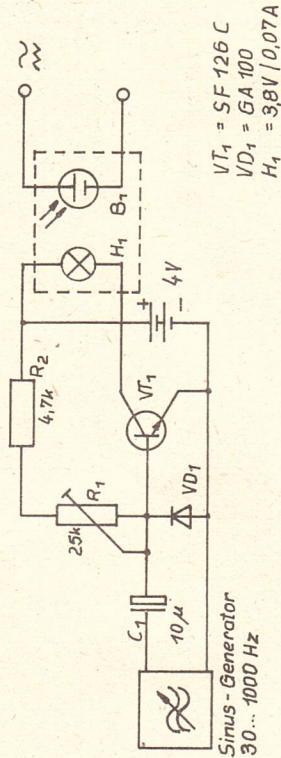 R₂
4,7k
R₁
25k
C₁
10µ
VD₁
VT₁
H₁
B₁
+
− 4V
Sinus-Generator
30...1000 Hz
VT₁ = SF 126 C
VD₁ = GA 100
H₁ = 3,8V/0,07A